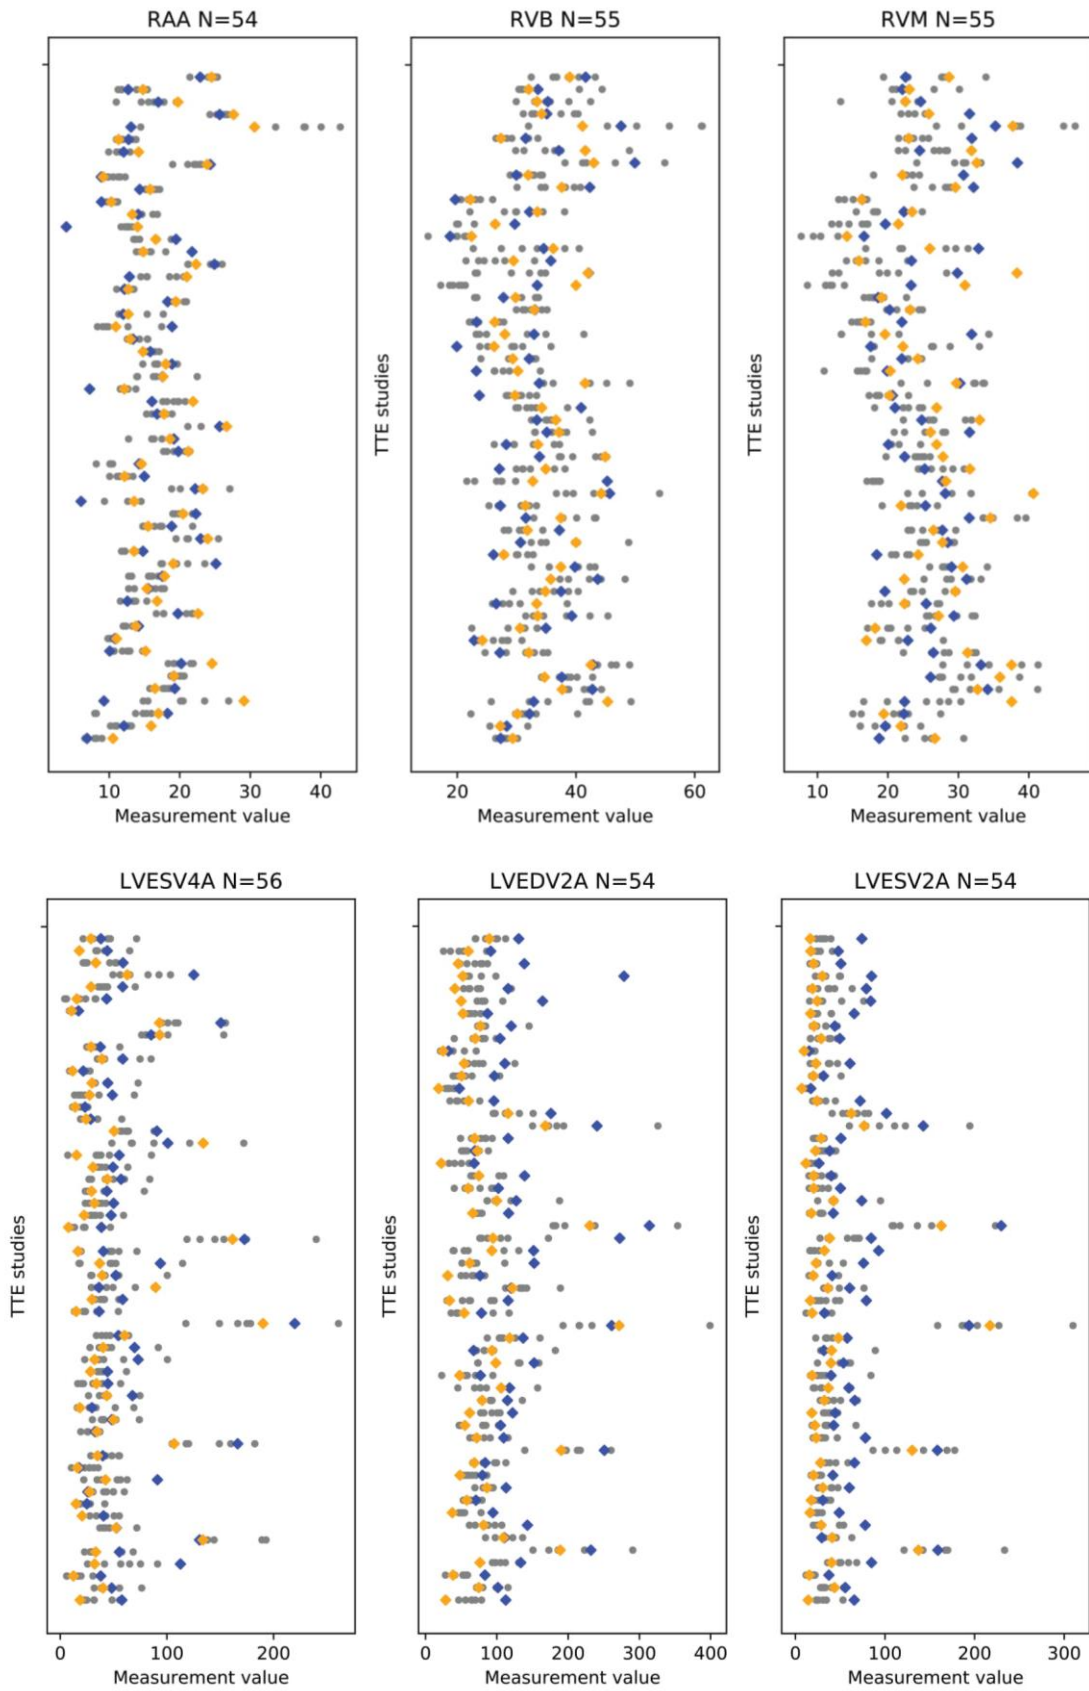 RAA N=54
RVB N=55
RVM N=55
TTE studies
TTE studies
10 20 30 40
20 40 60
10 20 30 40
Measurement value
Measurement value
Measurement value
LVESV4A N=56
LVEDV2A N=54
LVESV2A N=54
TTE studies
TTE studies
TTE studies
0 100 200
0 100 200 300 400
0 100 200 300
Measurement value
Measurement value
Measurement value